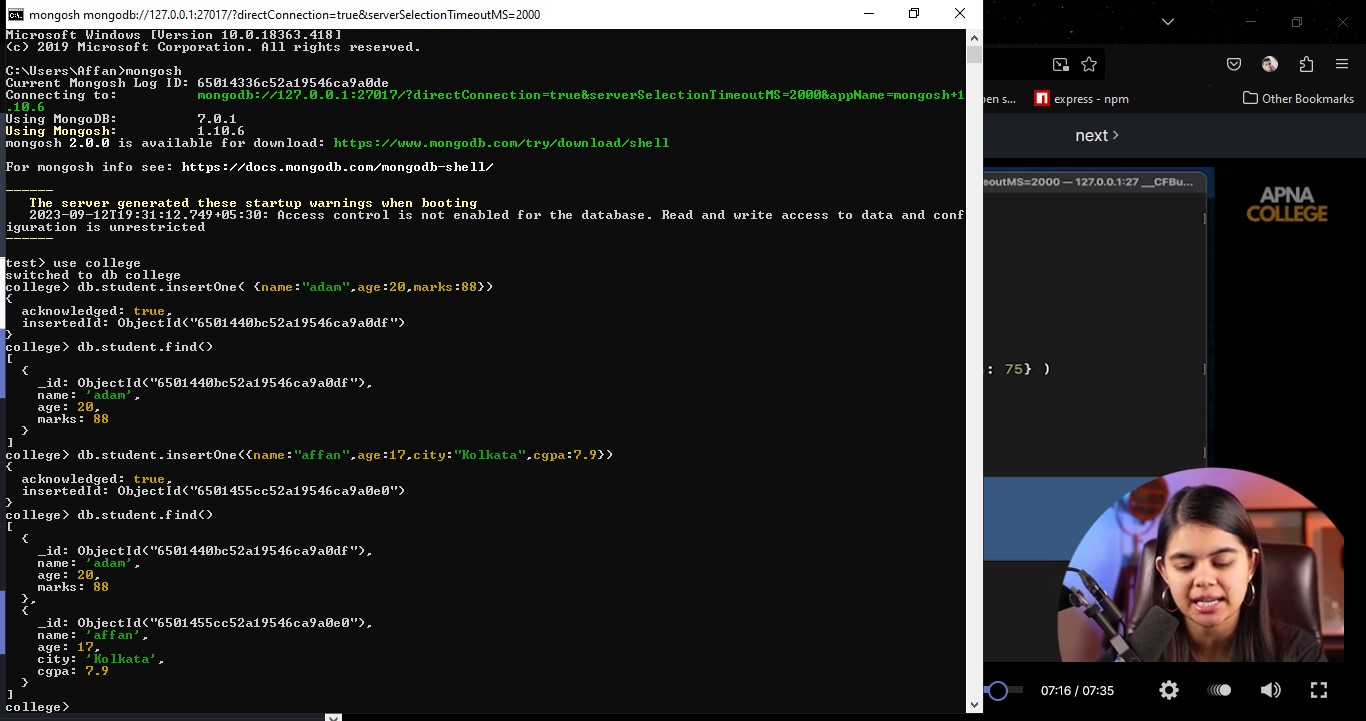 mongosh mongodb://127.0.0.1:27017/?directConnection=true&serverSelectionTimeoutMS=2000
Microsoft Windows [Version 10.0.18363.418]
(c) 2019 Microsoft Corporation. All rights reserved.
C:\Users\Affan>mongosh
Current Mongosh Log ID: 65014336c52a19546ca9a0de
Connecting to: mongodb://127.0.0.1:27017/?directConnection=true&serverSelectionTimeoutMS=2000&appName=mongosh+1
.10.6
Using MongoDB: 7.0.1
Using Mongosh: 1.10.6
mongosh 2.0.0 is available for download: https://www.mongodb.com/try/download/shell
For mongosh info see: https://docs.mongodb.com/mongodb-shell/
------
The server generated these startup warnings when booting
2023-09-12T19:31:12.749+05:30: Access control is not enabled for the database. Read and write access to data and conf
iguration is unrestricted
------
test> use college
switched to db college
college> db.student.insertOne( {name:"adam",age:20,marks:88})
{
acknowledged: true,
insertedId: ObjectId("6501440bc52a19546ca9a0df")
}
college> db.student.find()
[
{
_id: ObjectId("6501440bc52a19546ca9a0df"),
name: 'adam',
age: 20,
marks: 88
}
]
college> db.student.insertOne({name:"affan",age:17,city:"Kolkata",cgpa:7.9})
{
acknowledged: true,
insertedId: ObjectId("6501455cc52a19546ca9a0e0")
}
college> db.student.find()
[
{
_id: ObjectId("6501440bc52a19546ca9a0df"),
name: 'adam',
age: 20,
marks: 88
},
{
_id: ObjectId("6501455cc52a19546ca9a0e0"),
name: 'affan',
age: 17,
city: 'Kolkata',
cgpa: 7.9
}
]
college>
pen s...
express - npm
Other Bookmarks
next >
eoutMS=2000 — 127.0.0.1:27 __CFBu...
APNA
COLLEGE
: 75} )
07:16 / 07:35